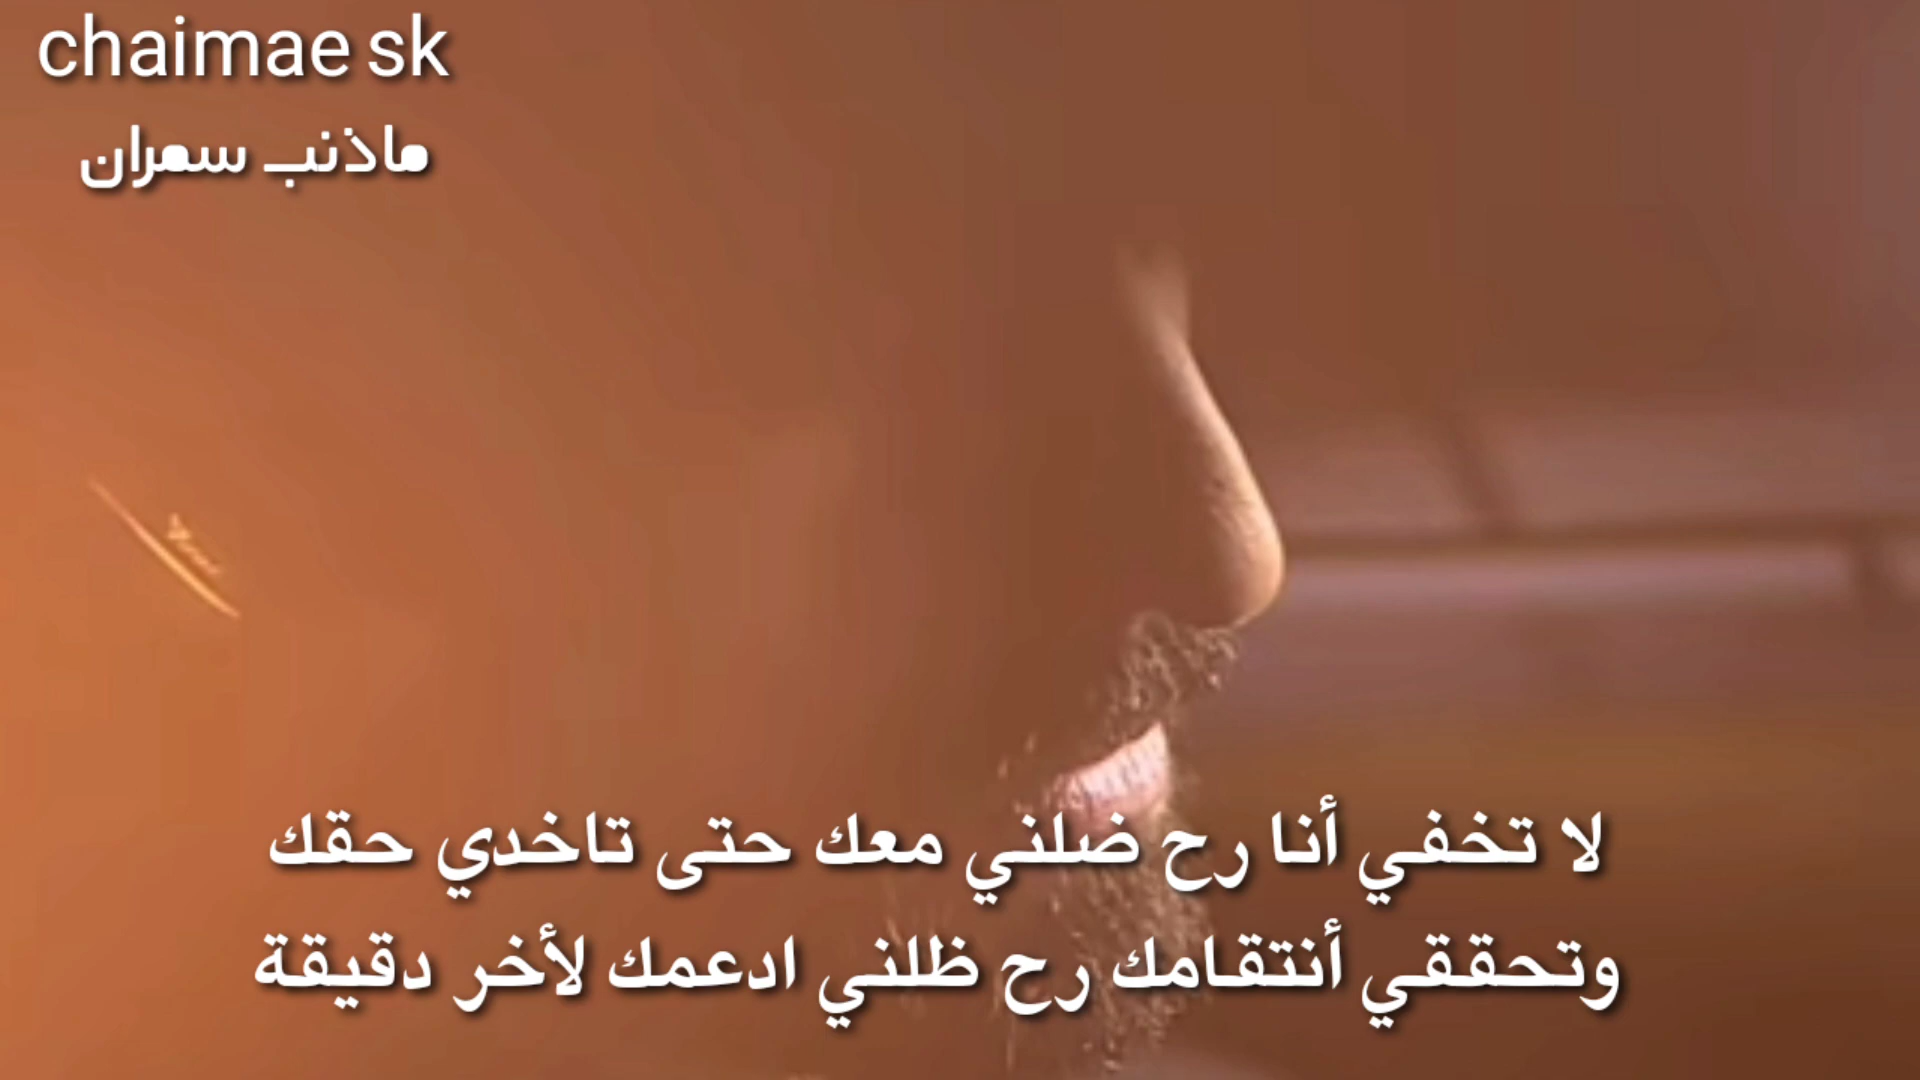 chaimae sk
ماذنب سمران
لا تخفي أنا رح ضلني معك حتى تاخدي حقك
وتحققي أنتقامك رح ظلني ادعمك لأخر دقيقة